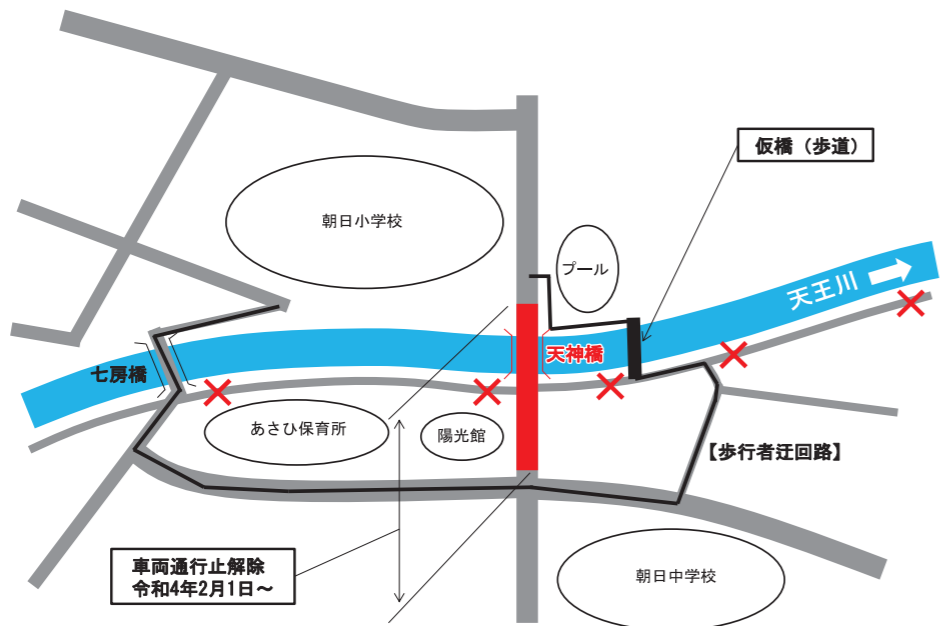 仮橋（歩道）
朝日小学校
プール
天王川
天神橋
七房橋
あさひ保育所
陽光館
【歩行者迂回路】
車両通行止解除
令和4年2月1日～
朝日中学校